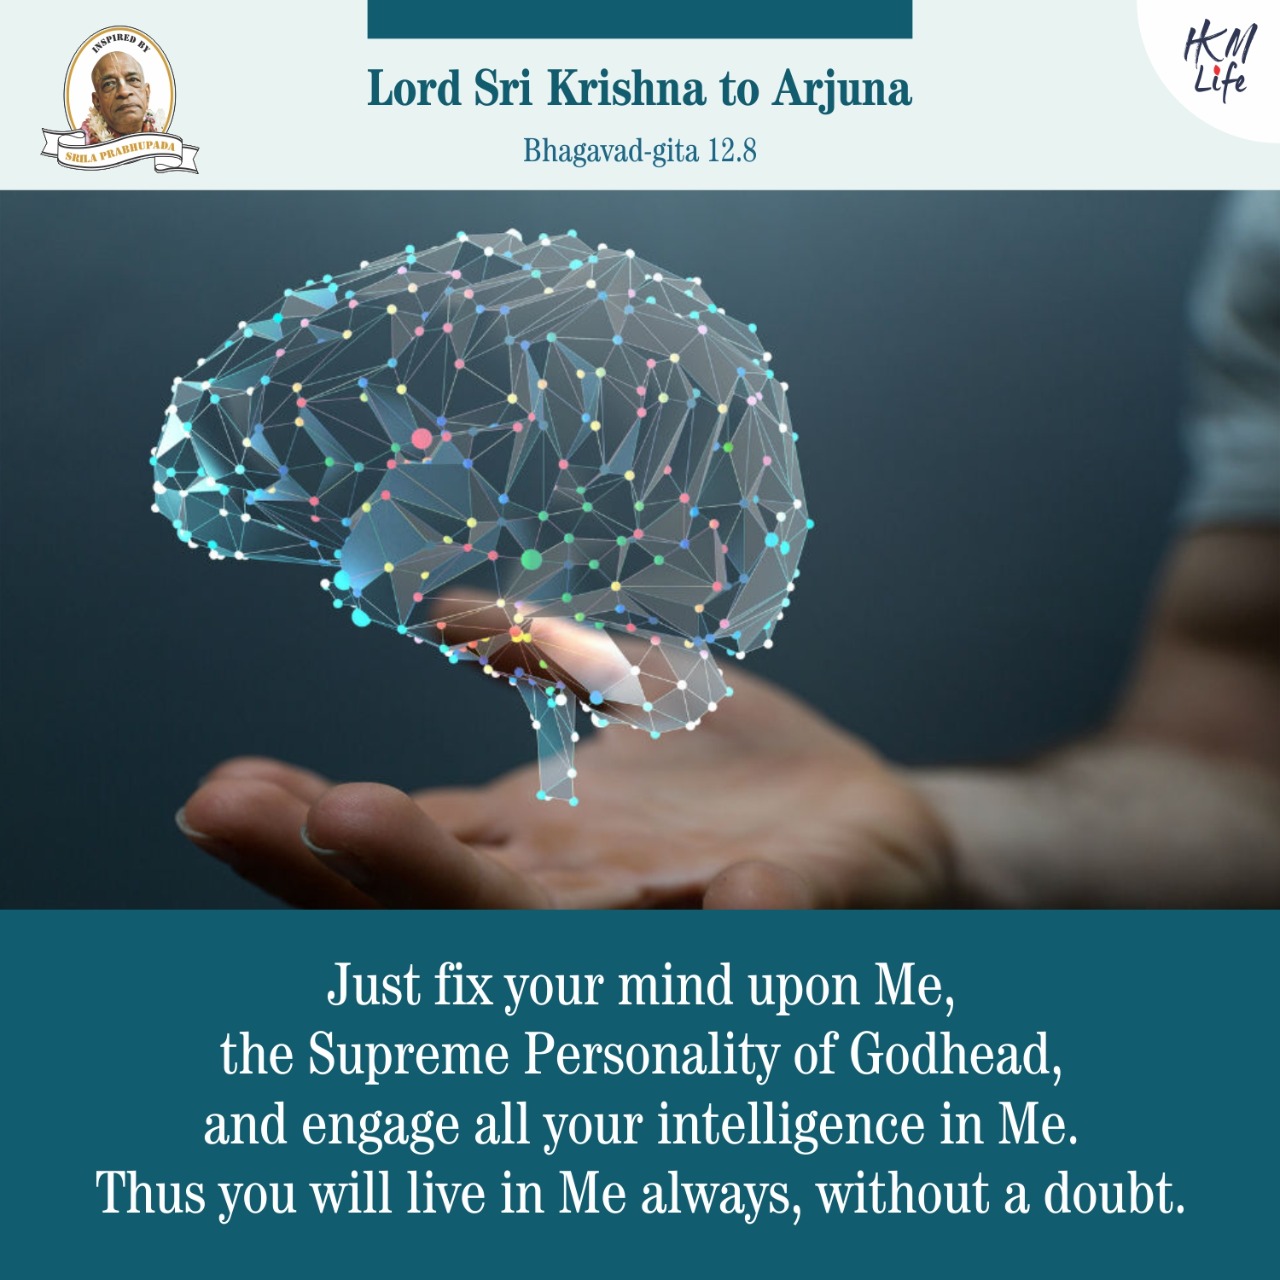 INSPIRED BY
SRILA PRABHUPADA
Lord Sri Krishna to Arjuna
Bhagavad-gita 12.8
HKM
Life
Just fix your mind upon Me,
the Supreme Personality of Godhead,
and engage all your intelligence in Me.
Thus you will live in Me always, without a doubt.